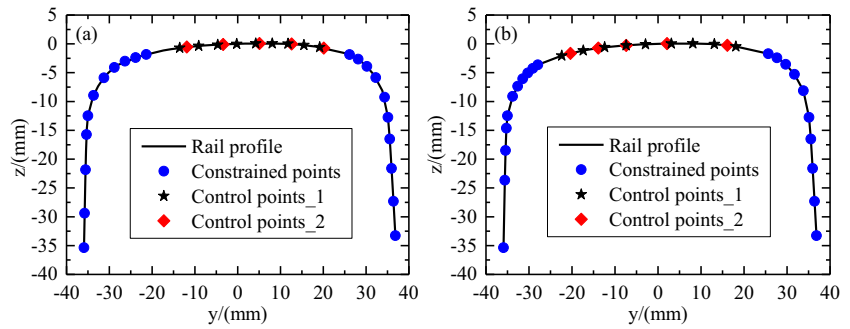 (a)
5
0
-5
-10
-15
-20
-25
-30
-35
-40
z/(mm)
Rail profile
Constrained points
Control points_1
Control points_2
-40 -30 -20 -10 0 10 20 30 40
y/(mm)
(b)
5
0
-5
-10
-15
-20
-25
-30
-35
40
z/(mm)
Rail profile
Constrained points
Control points_1
Control points_2
-40 -30 -20 -10 0 10 20 30 40
y/(mm)